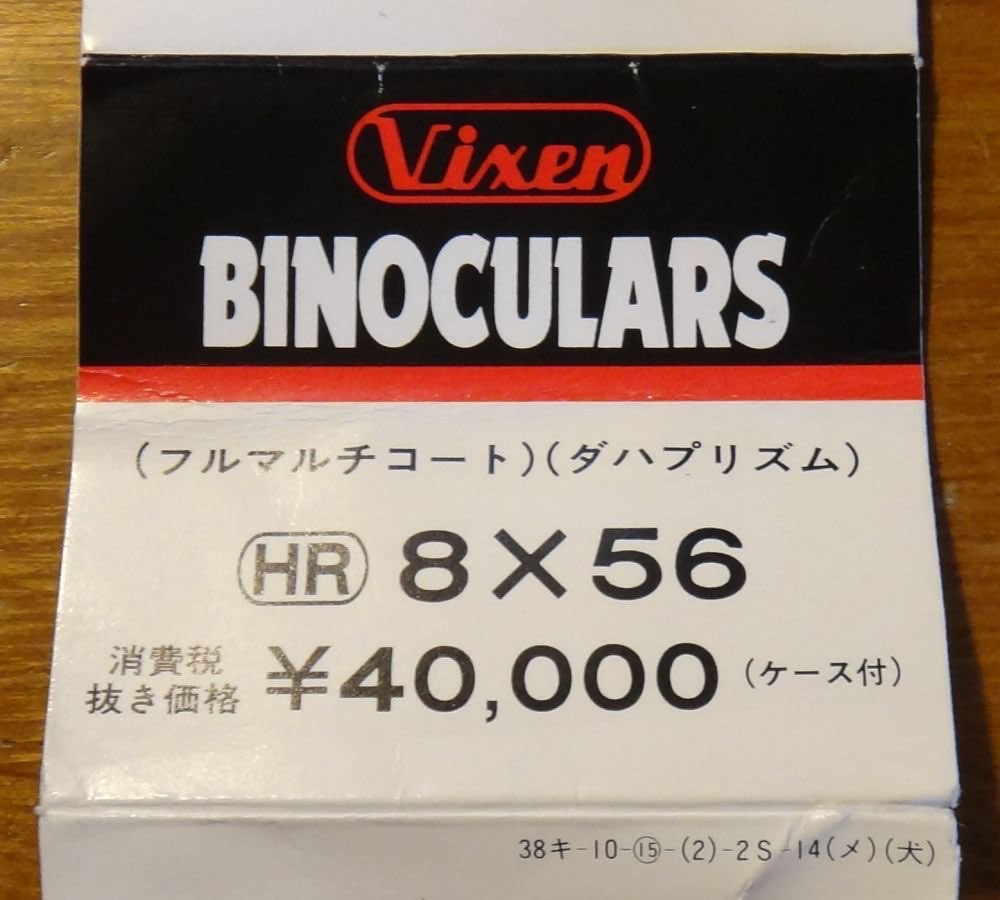 Vixen
BINOCULARS
(フルマルチコート)(ダハプリズム)
HR 8×56
消費税
抜き価格 ¥40,000 (ケース付)
38キ-10-⑮-(2)-2S-14(メ)(犬)